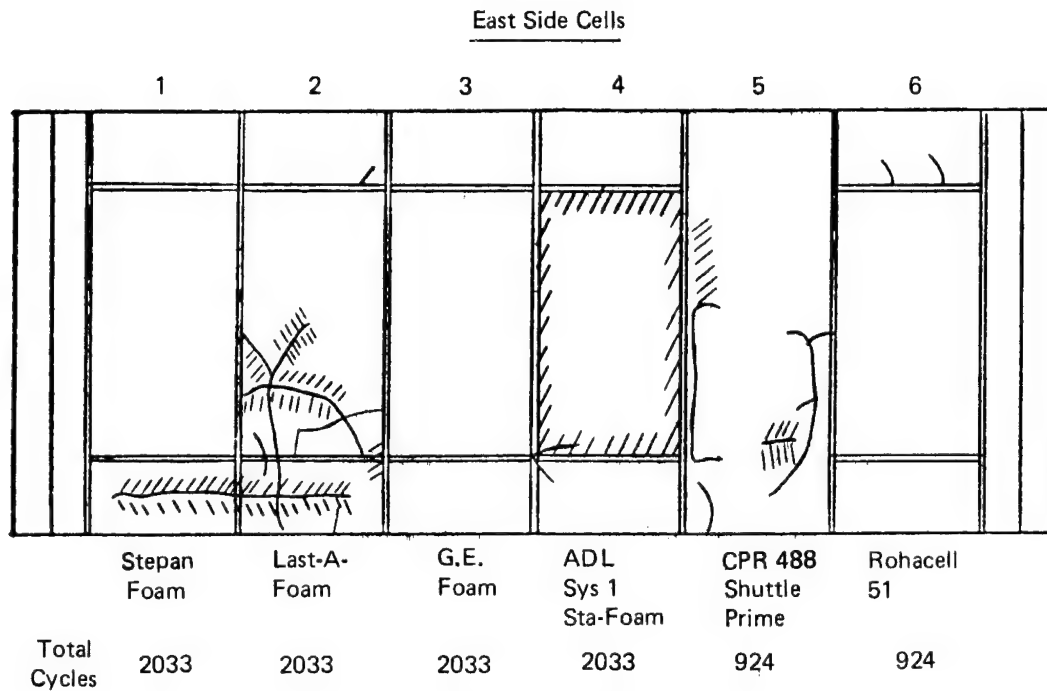 East Side Cells
1 2 3 4 5 6
Stepan Last-A- G.E. ADL CPR 488 Rohacell
Foam Foam Foam Sys 1 Shuttle 51
Sta-Foam Prime
Total
Cycles 2033 2033 2033 2033 924 924